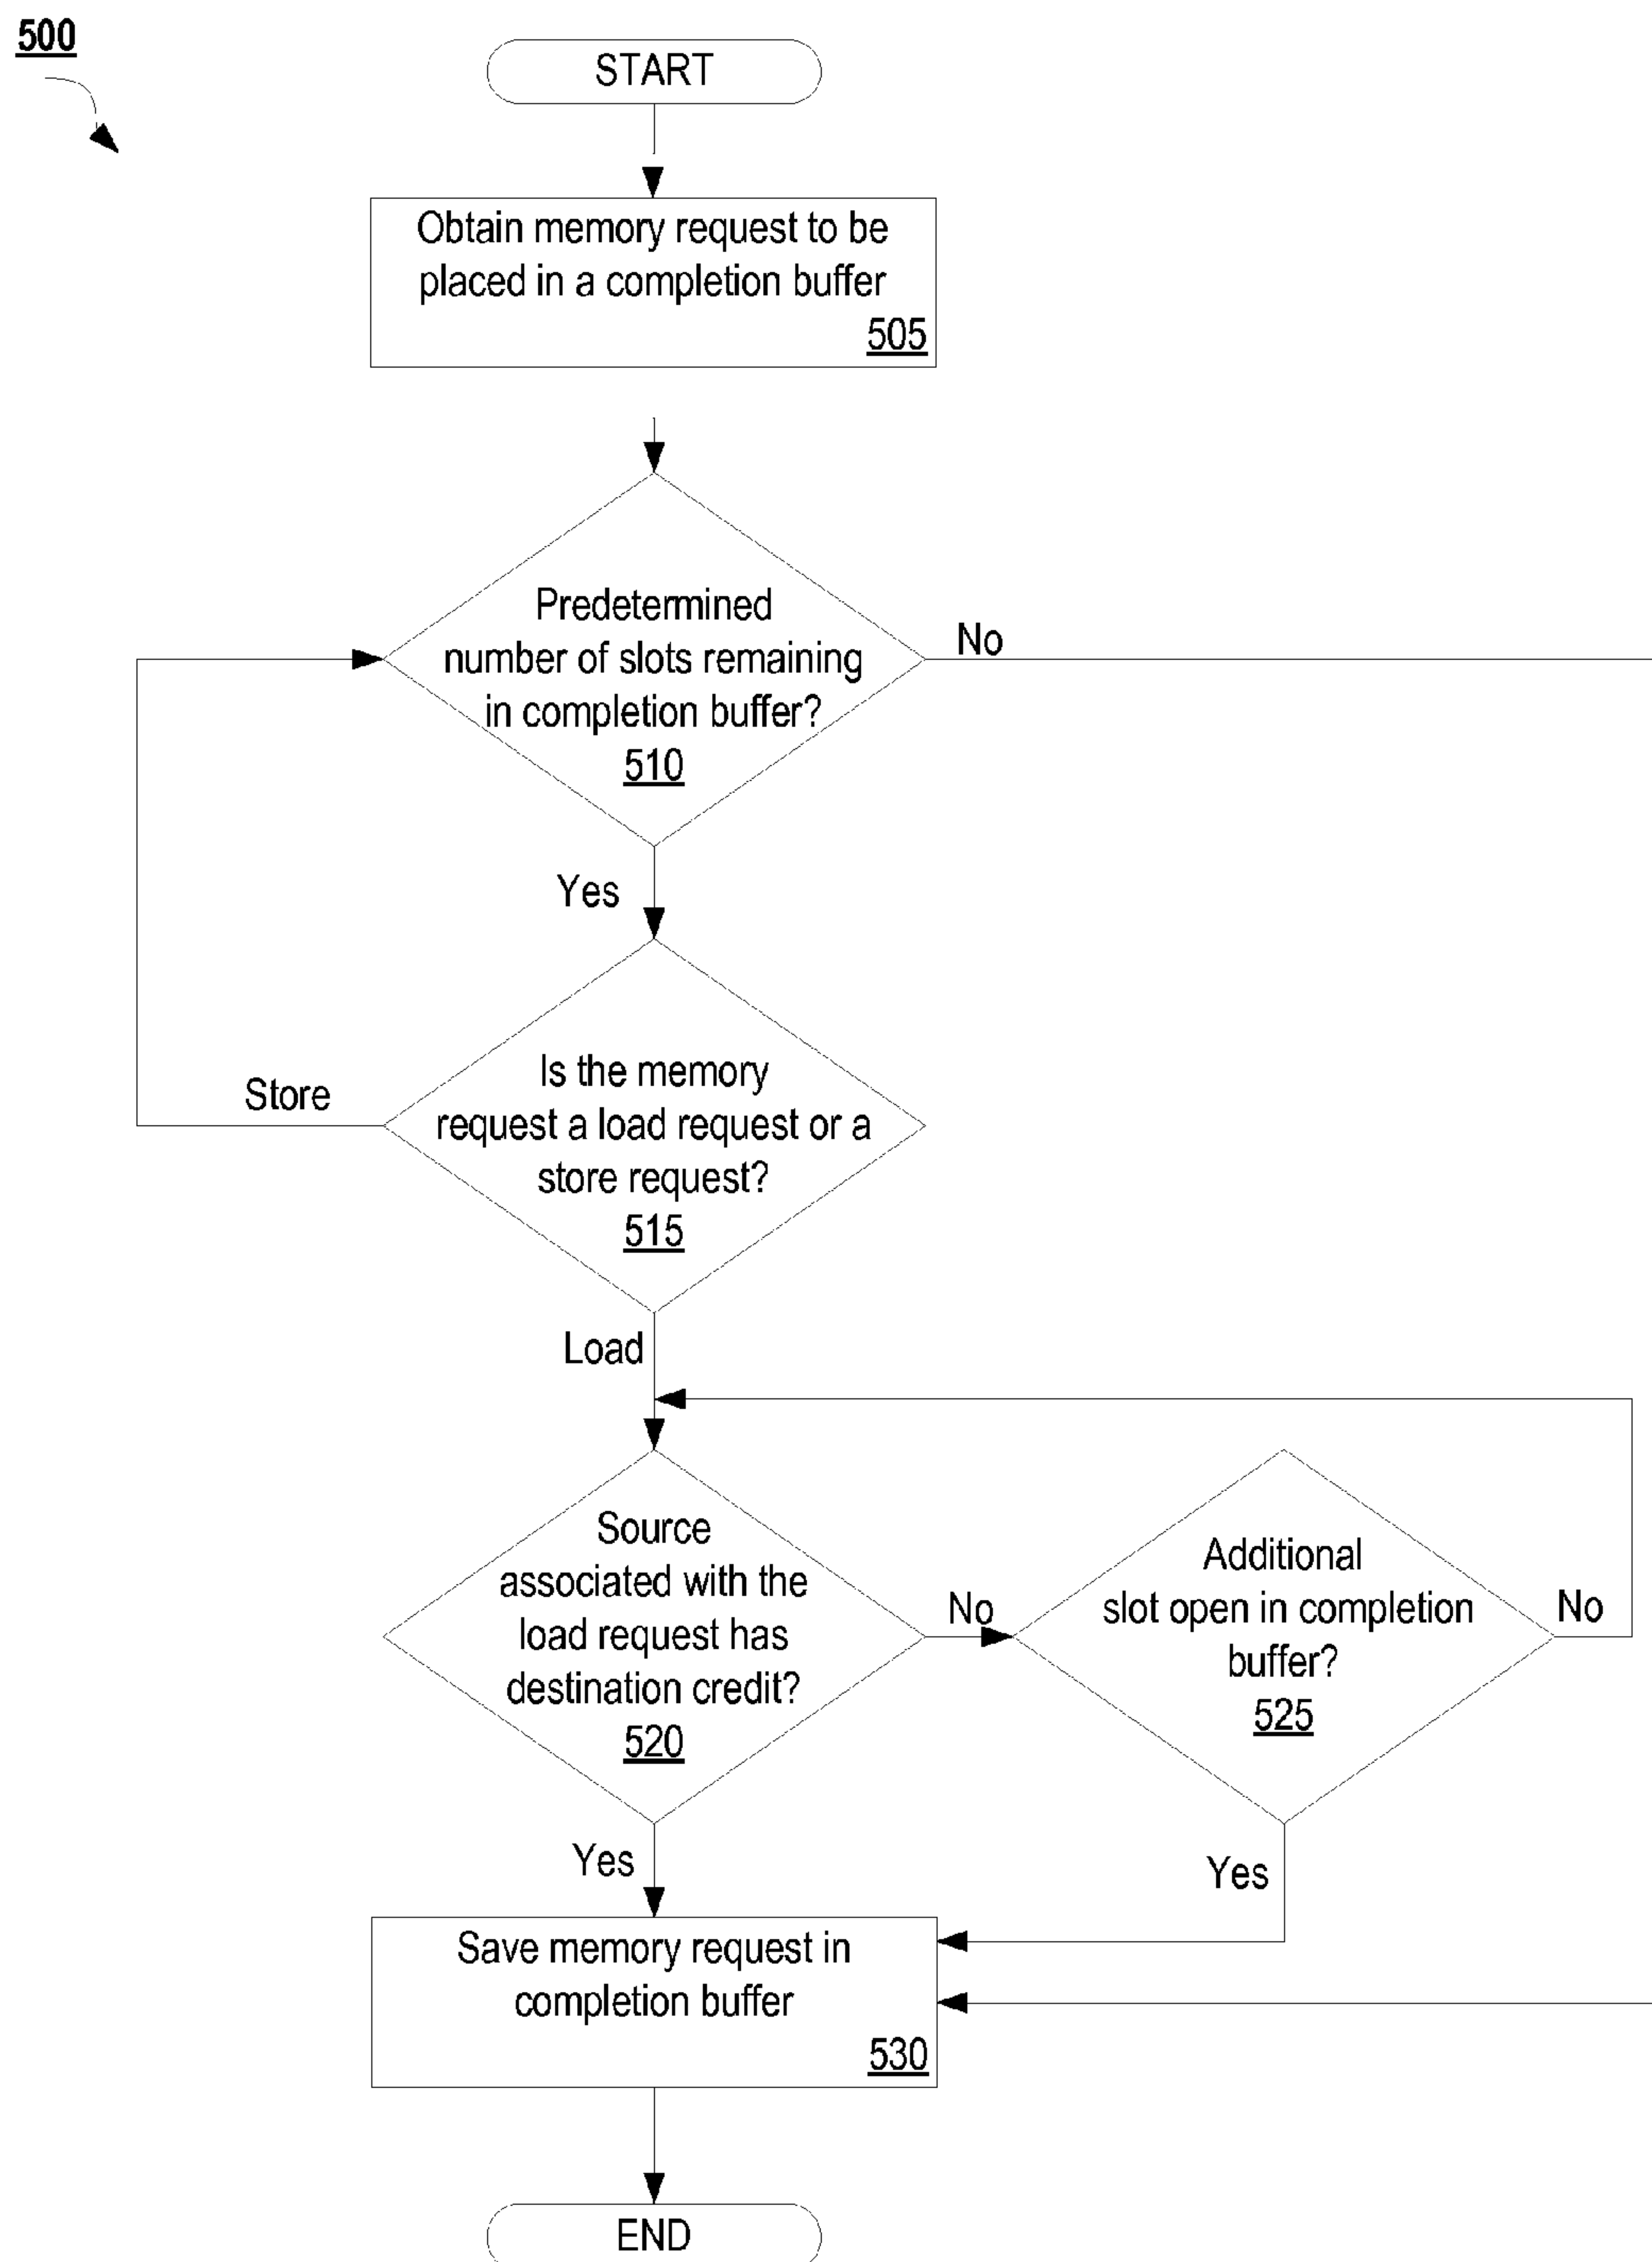 500
START
Obtain memory request to be
placed in a completion buffer
505
Predetermined
number of slots remaining
in completion buffer?
510
No
Yes
Is the memory
request a load request or a
store request?
515
Store
Load
Source
associated with the
load request has
destination credit?
520
No
Additional
slot open in completion
buffer?
525
No
Yes
Yes
Save memory request in
completion buffer
530
END